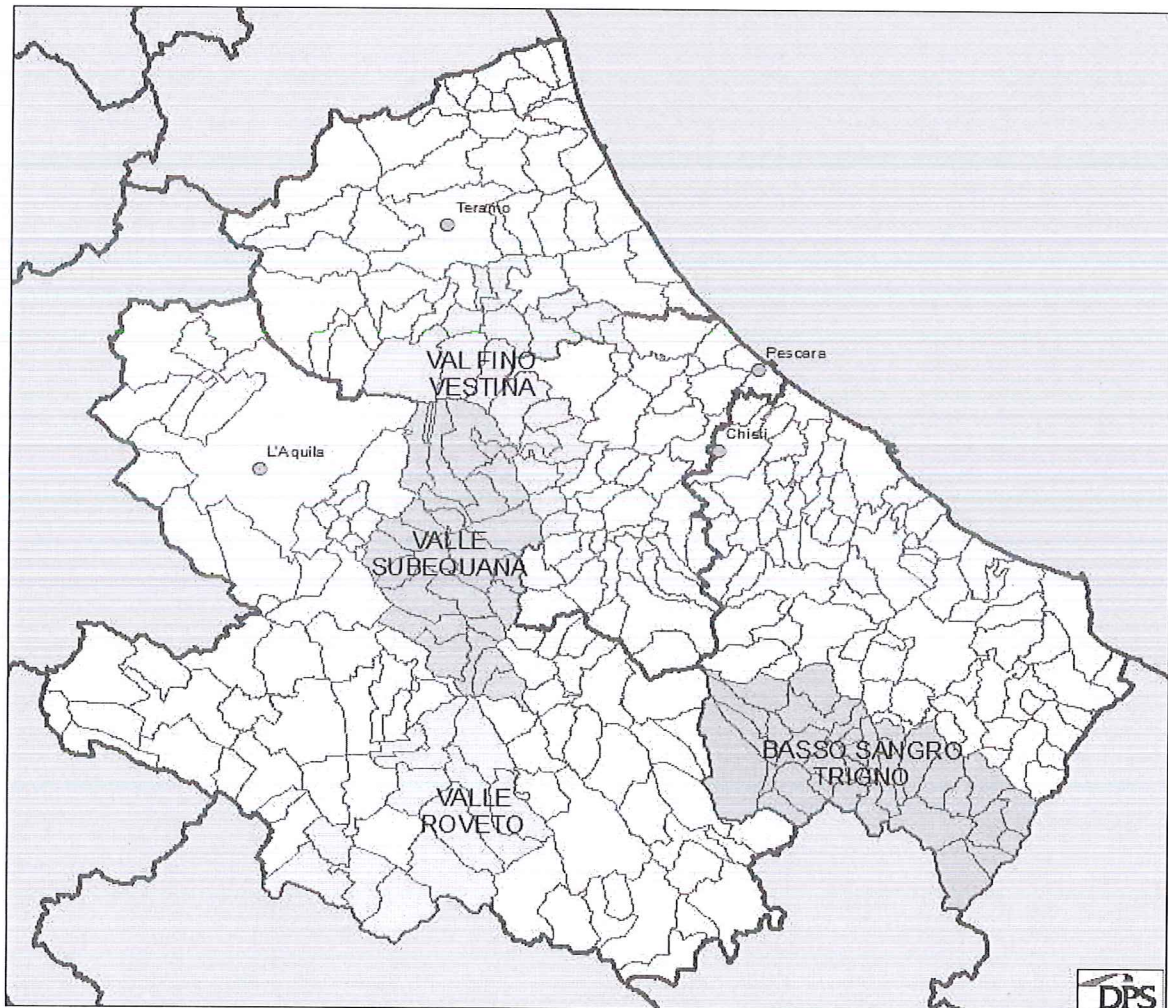 Teramo
VAL FINO
VESTINA
Pescara
Chieti
L'Aquila
VALLE
SUBEQUANA
BASSO SANGRO
TRIGNO
VALLE
ROVETO
DPS